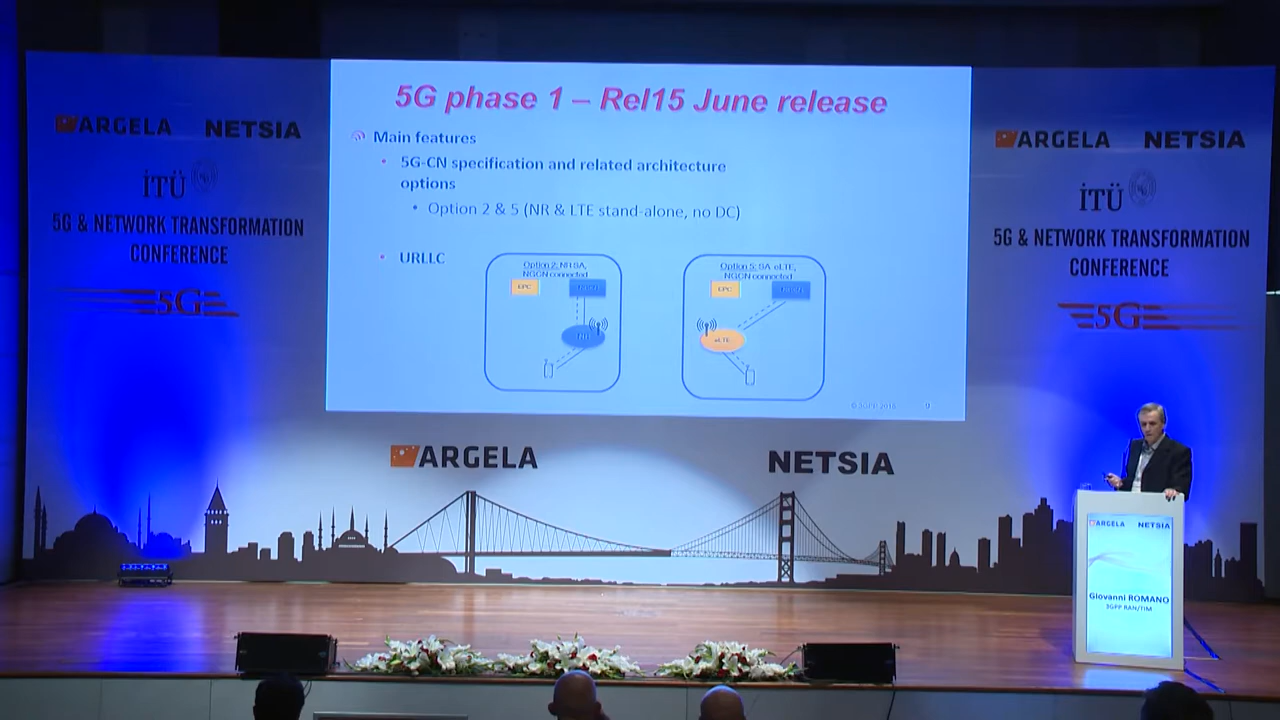 5G phase 1 – Rel15 June release
Main features
• 5G-CN specification and related architecture
options
• Option 2 & 5 (NR & LTE stand-alone, no DC)
• URLLC
Option 2: NR SA,
NGCN connected
EPC
Option 5: SA eLTE,
NGCN connected
EPC
eLTE
© 3GPP 2018
9
ARGELA NETSIA
İTÜ
5G & NETWORK TRANSFORMATION
CONFERENCE
5G
ARGELA NETSIA
İTÜ
5G & NETWORK TRANSFORMATION
CONFERENCE
5G
ARGELA NETSIA
ARGELA NETSIA
Giovanni ROMANO
3GPP RAN/TIM